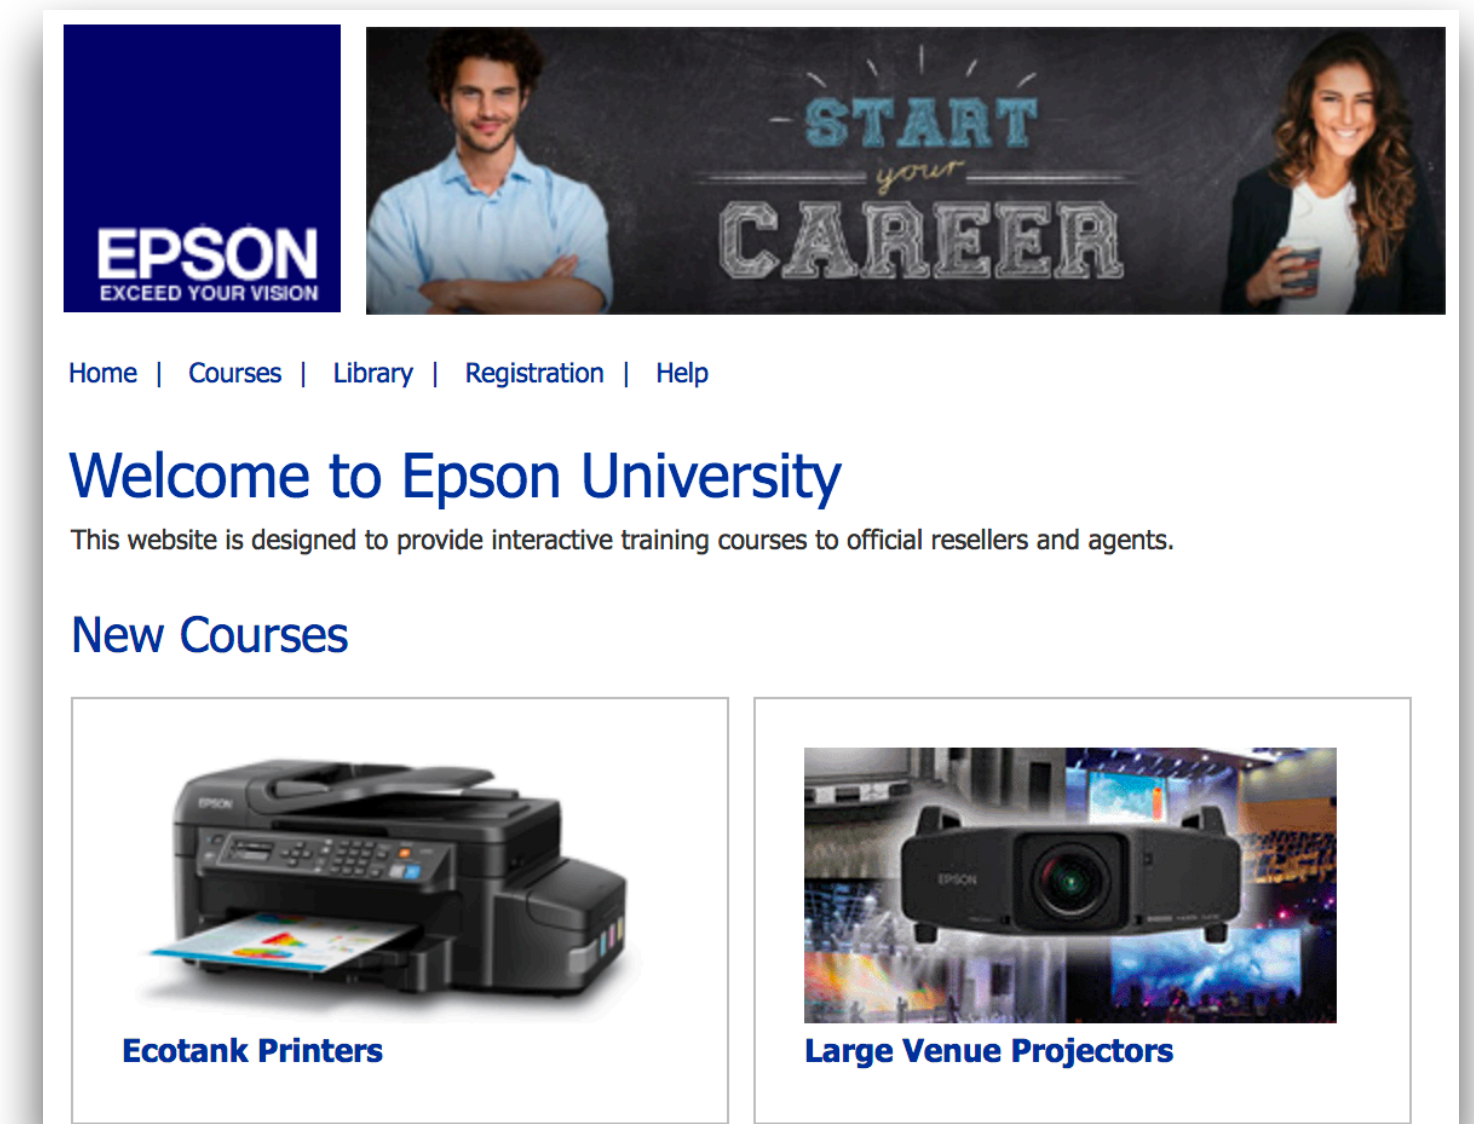 EPSON
EXCEED YOUR VISION
START
your
CAREER
Home | Courses | Library | Registration | Help
Welcome to Epson University
This website is designed to provide interactive training courses to official resellers and agents.
New Courses
EPSON
EPSON
Ecotank Printers
Large Venue Projectors